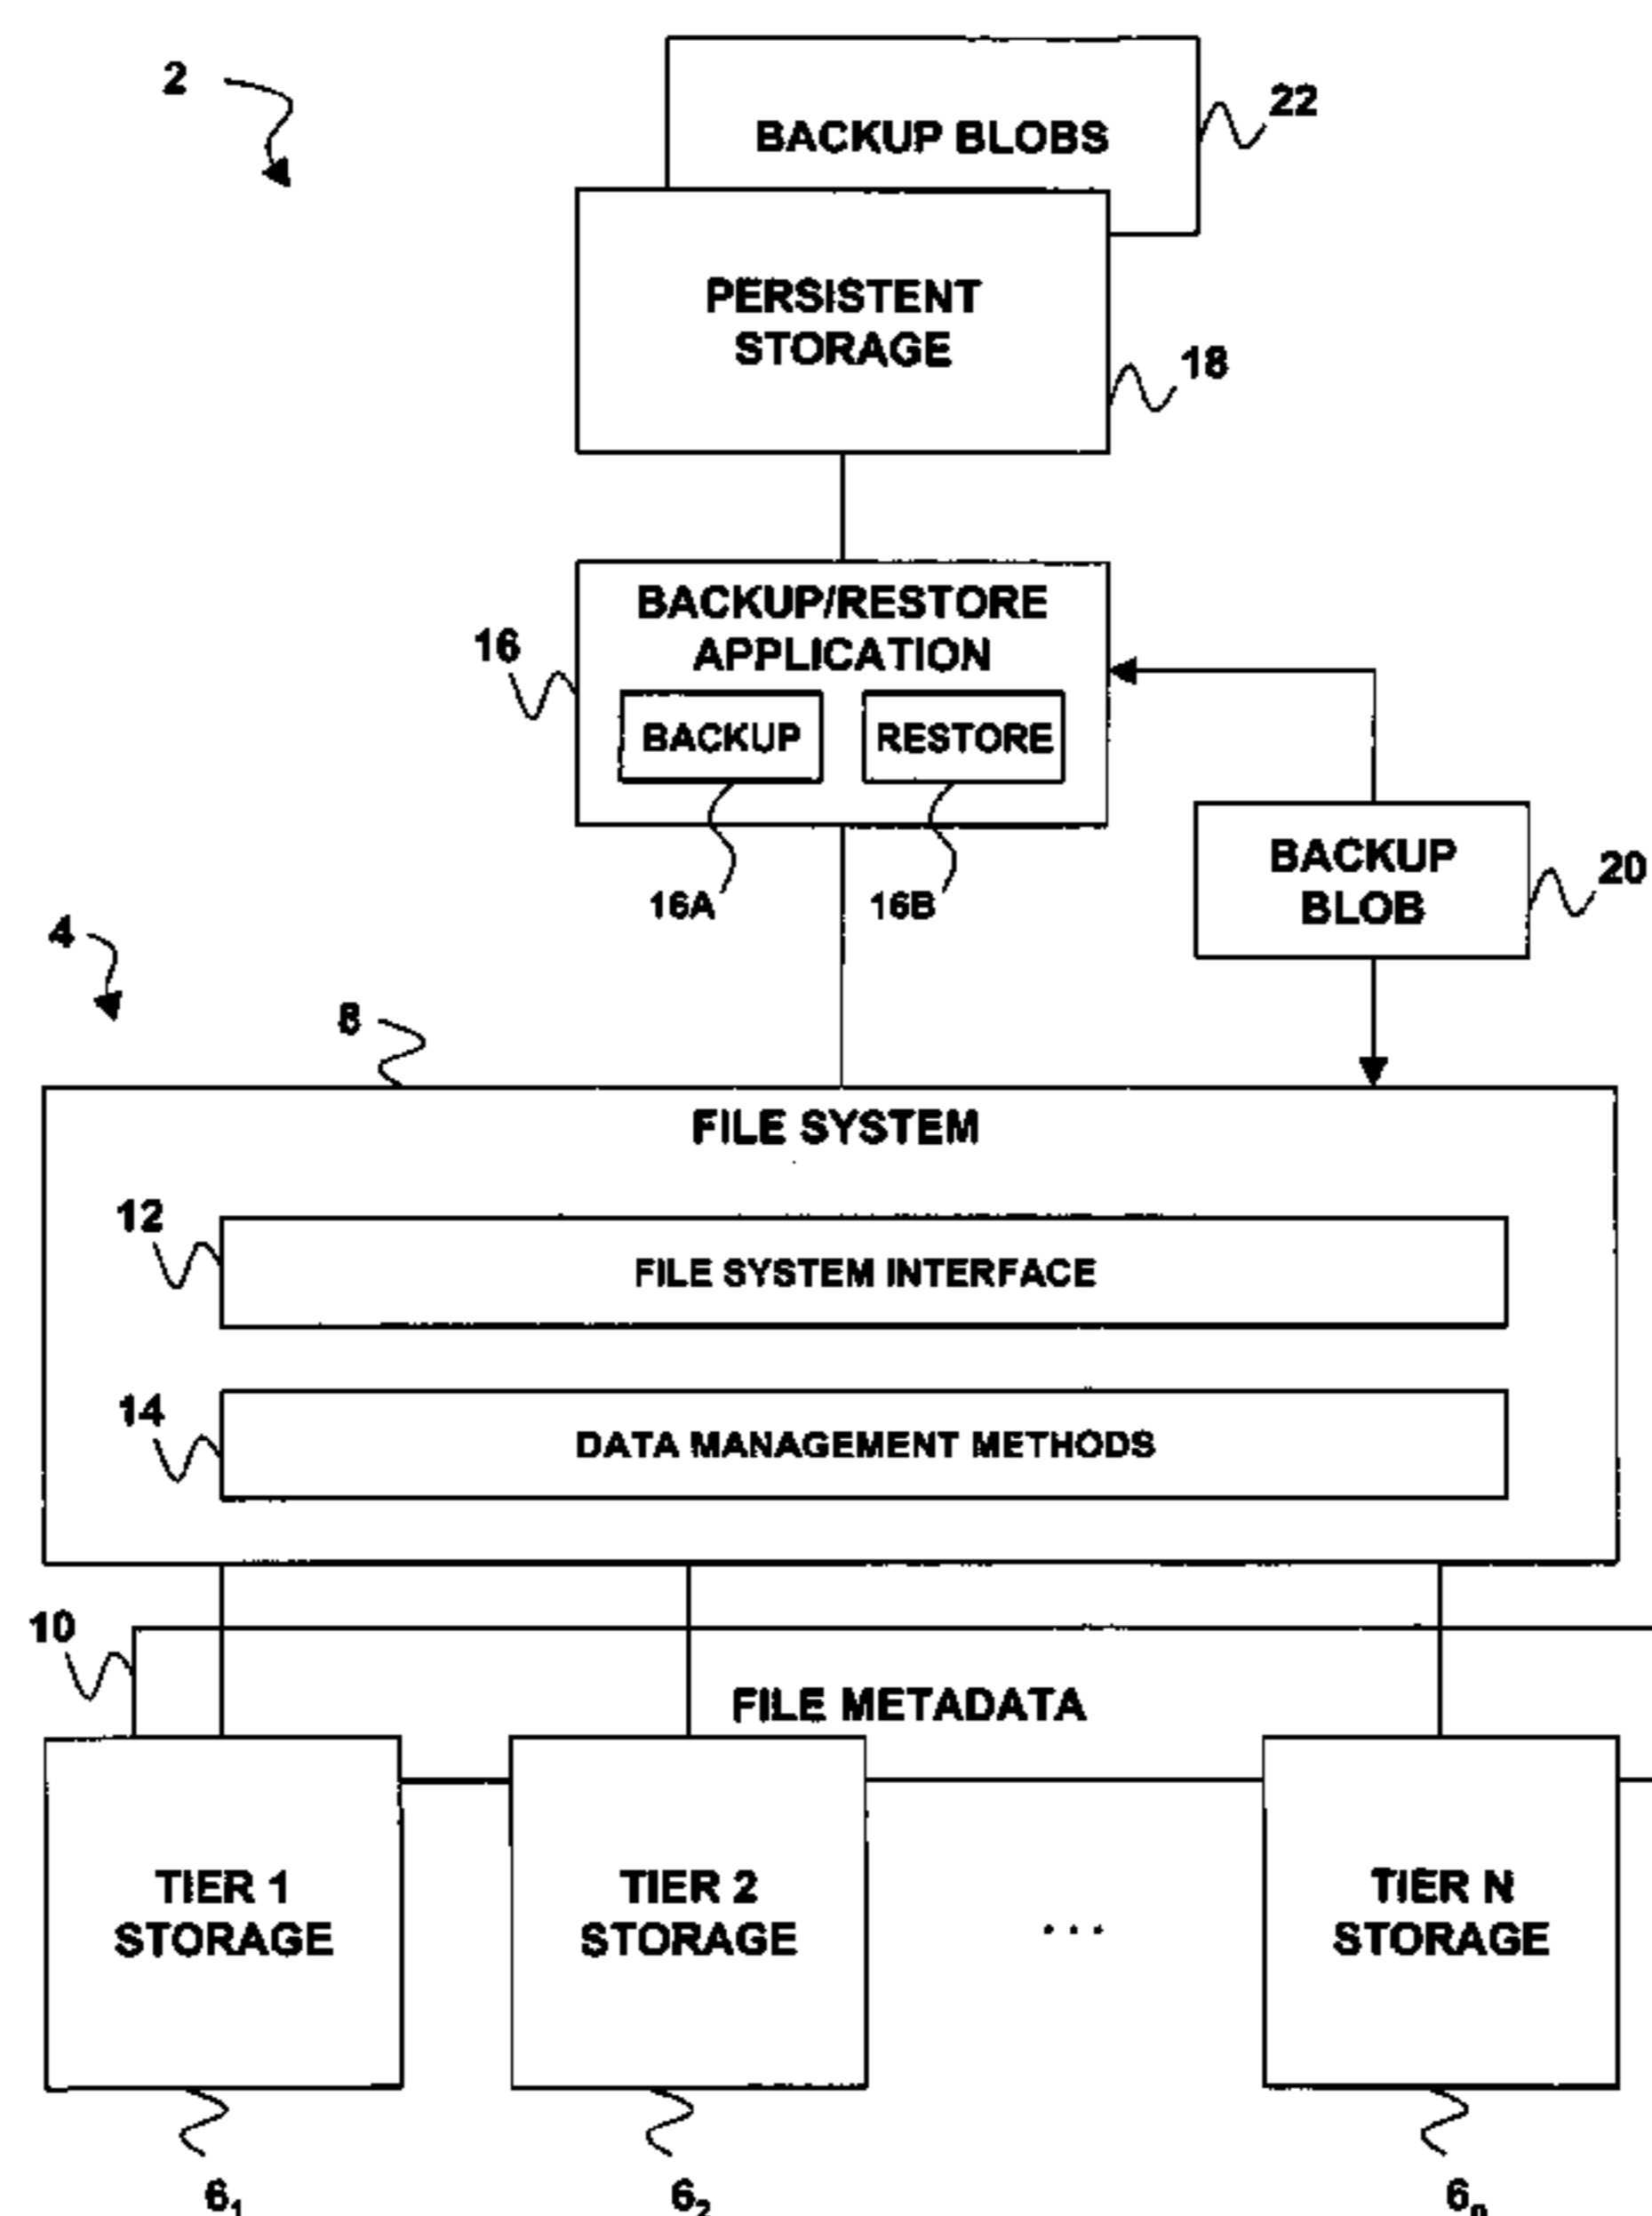 2
BACKUP BLOBS
22
PERSISTENT
STORAGE
18
BACKUP/RESTORE
APPLICATION
16
BACKUP
RESTORE
16A
16B
BACKUP
BLOB
20
4
8
FILE SYSTEM
12
FILE SYSTEM INTERFACE
14
DATA MANAGEMENT METHODS
10
FILE METADATA
TIER 1
STORAGE
TIER 2
STORAGE
...
TIER N
STORAGE
6₁
6₂
6ₙ